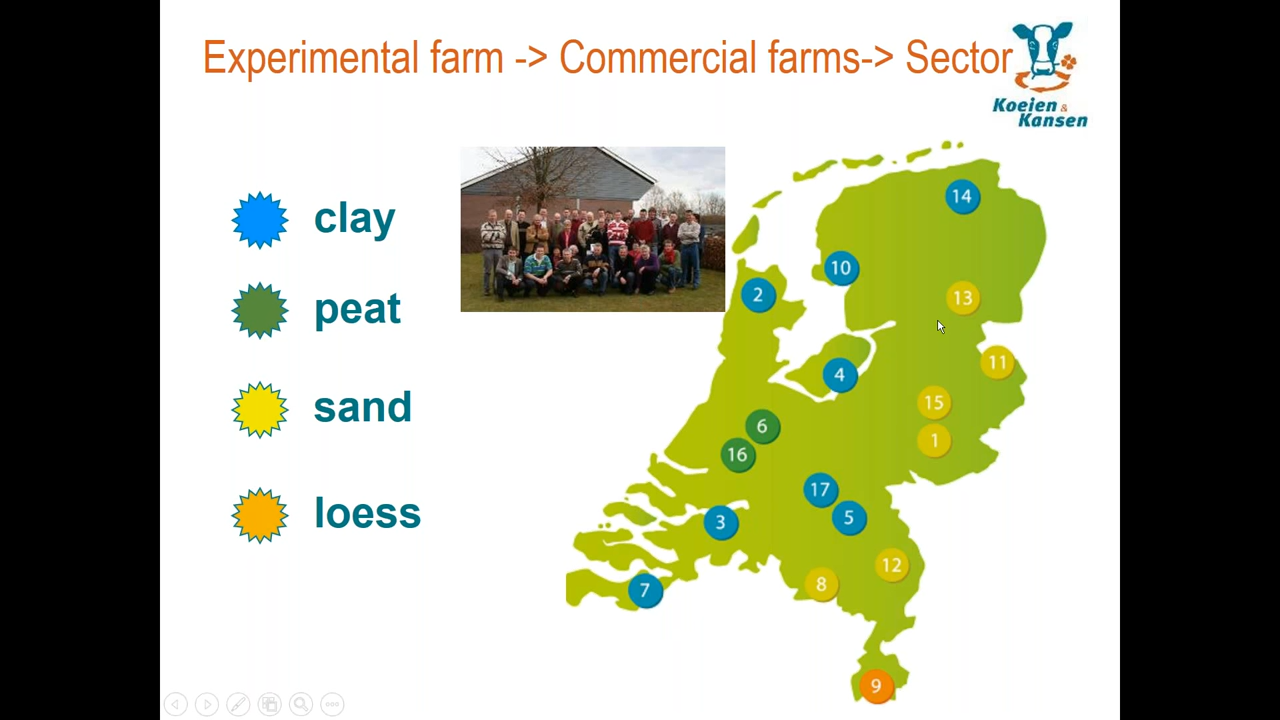 Experimental farm -> Commercial farms-> Sector
Koeien &
Kansen
clay
peat
sand
loess
14
10
2
13
11
4
15
6
1
16
17
5
3
12
8
7
9